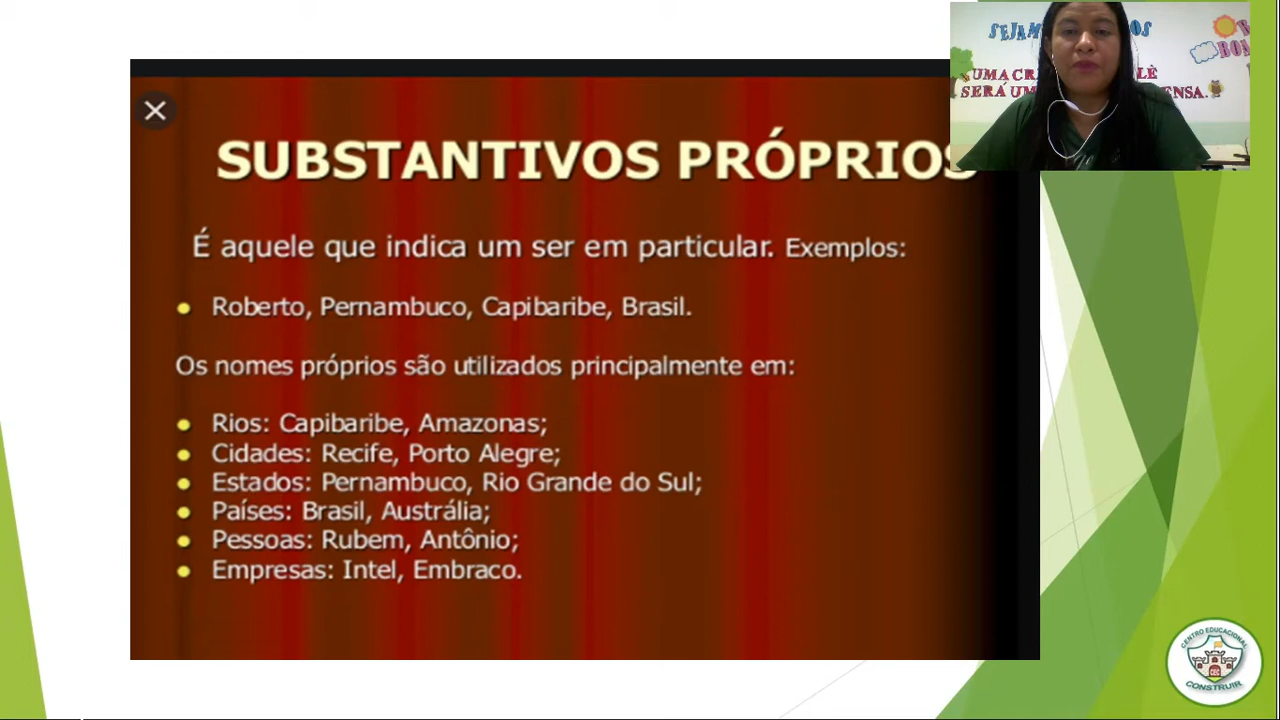 SUBSTANTIVOS PRÓPRIOS
É aquele que indica um ser em particular. Exemplos:
Roberto, Pernambuco, Capibaribe, Brasil.
Os nomes próprios são utilizados principalmente em:
Rios: Capibaribe, Amazonas;
Cidades: Recife, Porto Alegre;
Estados: Pernambuco, Rio Grande do Sul;
Países: Brasil, Austrália;
Pessoas: Rubem, Antônio;
Empresas: Intel, Embraco.
UMA
SERÁ
CENTRO EDUCACIONAL
CONSTRUIR